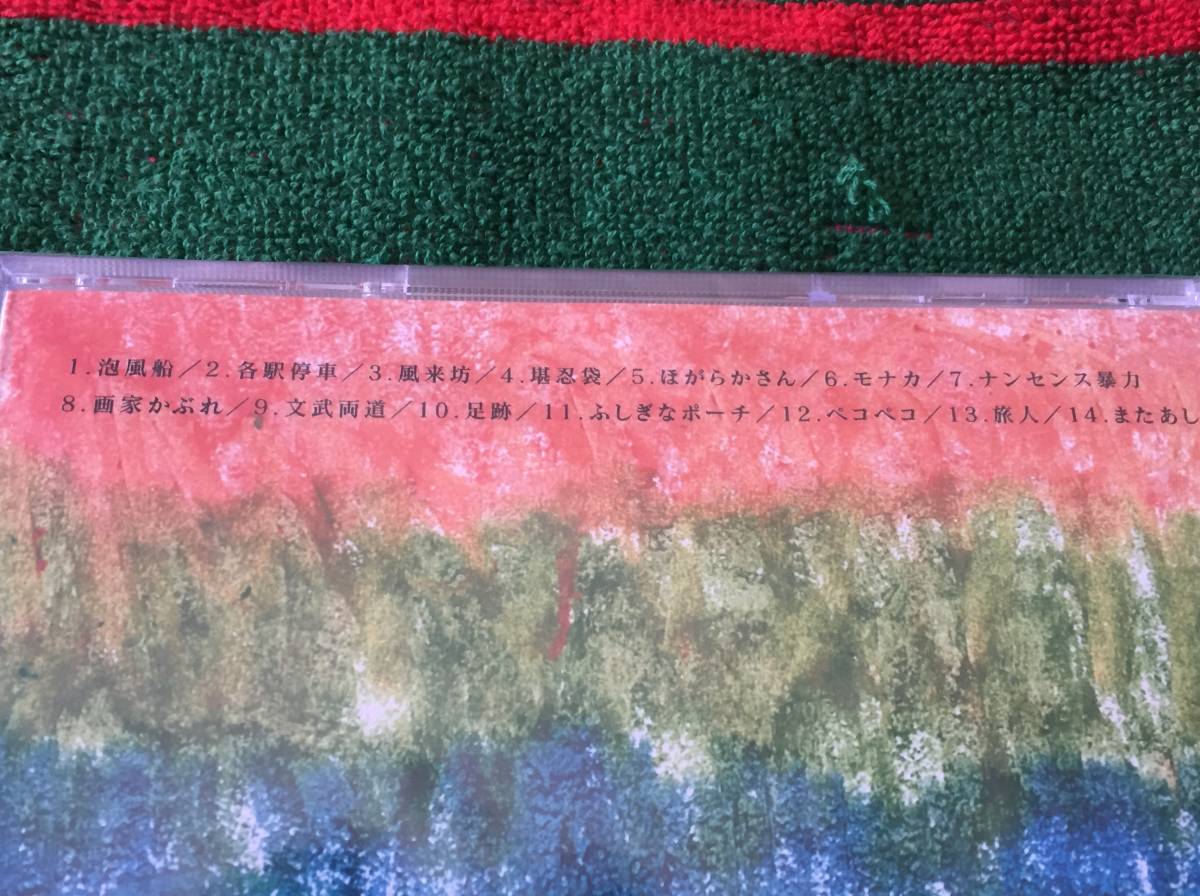 1.泡風船／2.各駅停車／3.風来坊／4.堪忍袋／5.ほがらかさん／6.モナカ／7.ナンセンス暴力
8.画家かぶれ／9.文武両道／10.足跡／11.ふしぎなポーチ／12.ペコペコ／13.旅人／14.またあし